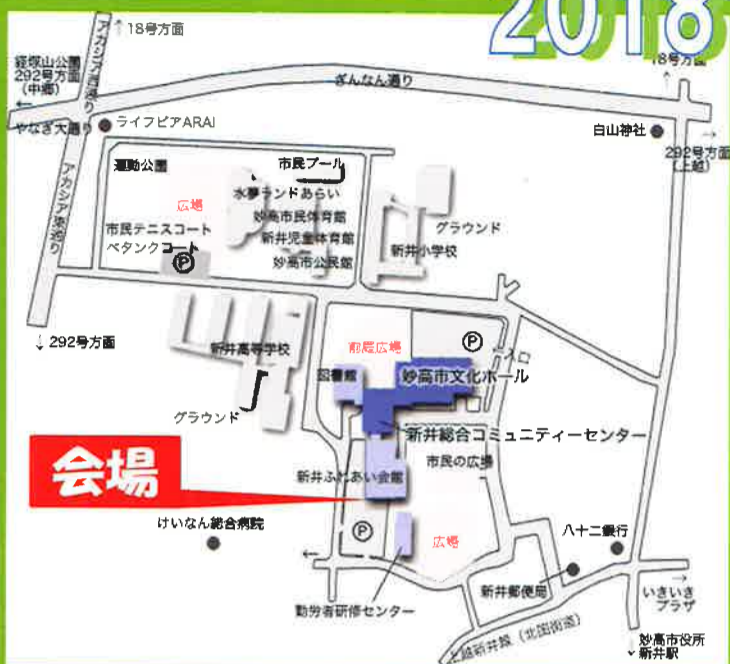 2018
アカシア西通り
↑18号方面
18号方面
↑
経塚山公園
292号方面
(中郷)
←
ぎんなん通り
やなぎ大通り
ライフピアARAI
白山神社
→
292号方面
(上越)
アカシア東通り
運動公園
市民プール
広場
水夢ランドあらい
妙高市民体育館
新井児童体育館
妙高市公民館
市民テニスコート
ペタンクコート
P
グラウンド
新井小学校
↓292号方面
新井高等学校
グラウンド
前庭広場
P
入口
図書館
妙高市文化ホール
新井総合コミュニティーセンター
市民の広場
会場
新井ふれあい会館
けいなん総合病院
P
広場
←
八十二銀行
勤労者研修センター
新井郵便局
→
いきいき
プラザ
上越新井線(北国街道)
妙高市役所
↓新井駅